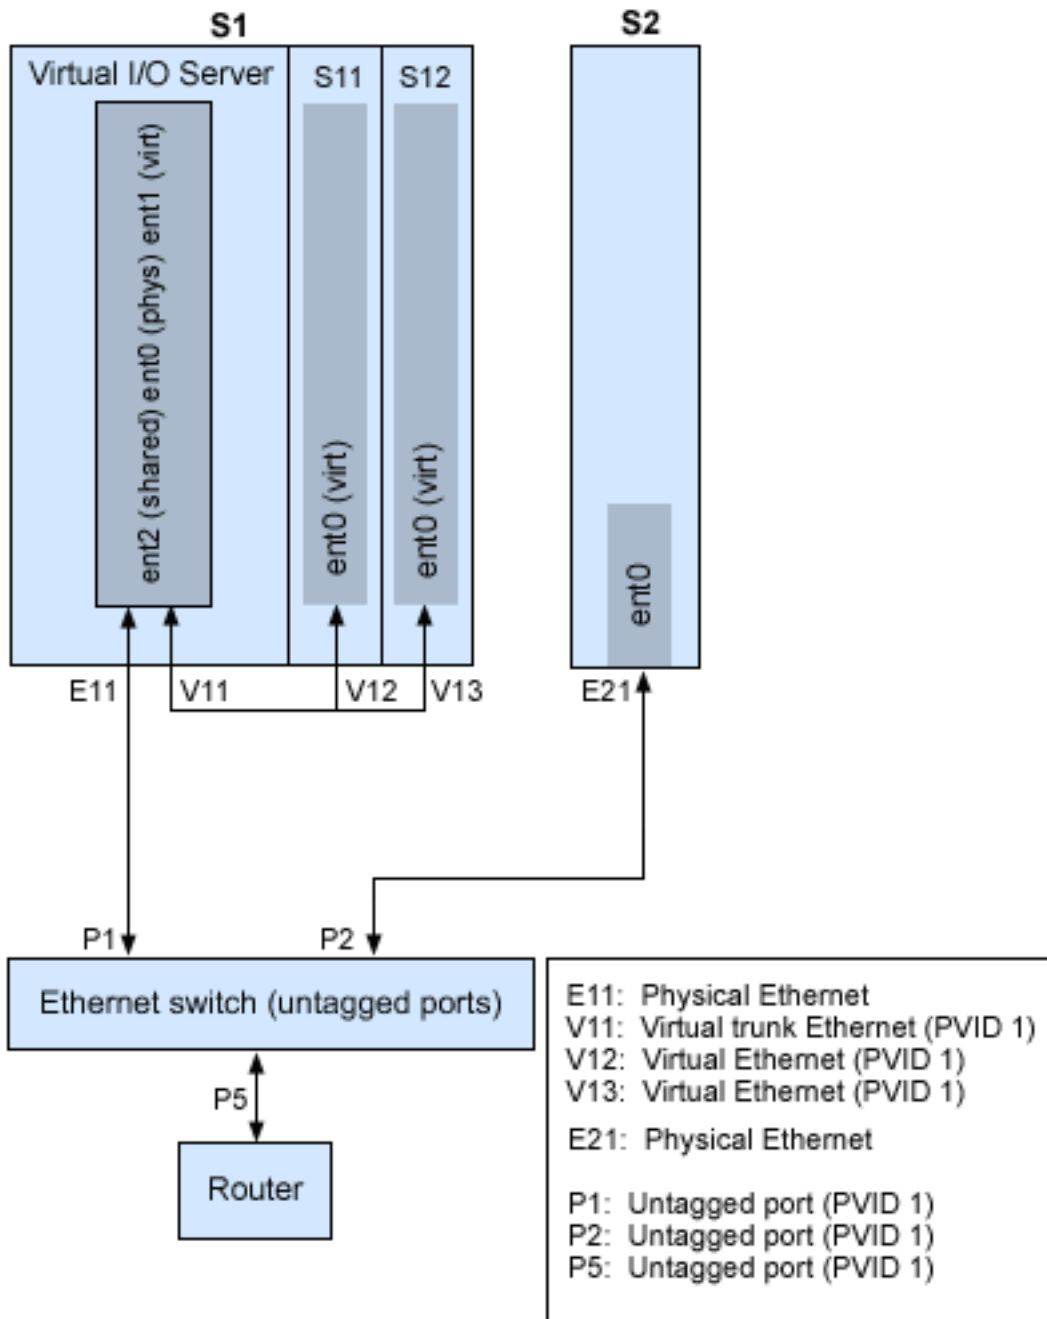 S1
S2
Virtual I/O Server
S11
S12
ent2 (shared) ent0 (phys) ent1 (virt)
ent0 (virt)
ent0 (virt)
ent0
E11
V11
V12
V13
E21
P1
P2
Ethernet switch (untagged ports)
P5
Router
E11: Physical Ethernet
V11: Virtual trunk Ethernet (PVID 1)
V12: Virtual Ethernet (PVID 1)
V13: Virtual Ethernet (PVID 1)
E21: Physical Ethernet
P1: Untagged port (PVID 1)
P2: Untagged port (PVID 1)
P5: Untagged port (PVID 1)